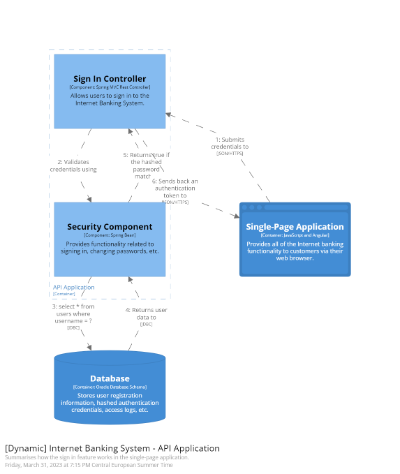 Sign In Controller
[Component: Spring MVC Rest Controller]
Allows users to sign in to the
Internet Banking System.
1: Submits
credentials to
[JSON/HTTPS]
2: Validates
credentials using
5: Returns true if
the hashed
password
match
6: Sends back an
authentication
token to
[JSON/HTTPS]
Security Component
[Component: Spring Bean]
Provides functionality related to
signing in, changing passwords, etc.
Single-Page Application
[Container: JavaScript and Angular]
Provides all of the Internet banking
functionality to customers via their
web browser.
API Application
[Container]
3: select * from
users where
username = ?
[JDBC]
4: Returns user
data to
[JDBC]
Database
[Container: Oracle Database Schema]
Stores user registration
information, hashed authentication
credentials, access logs, etc.
[Dynamic] Internet Banking System - API Application
Summarises how the sign in feature works in the single-page application.
Friday, March 31, 2023 at 7:15 PM Central European Summer Time